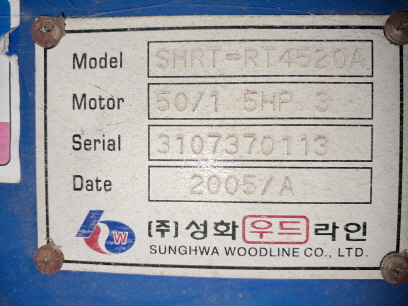 Model SHRT-RT4520A
Motor 50/1 5HP 3
Serial 3107370113
Date 2005/A
W (주)성화 우드 라인
SUNGHWA WOODLINE CO., LTD.